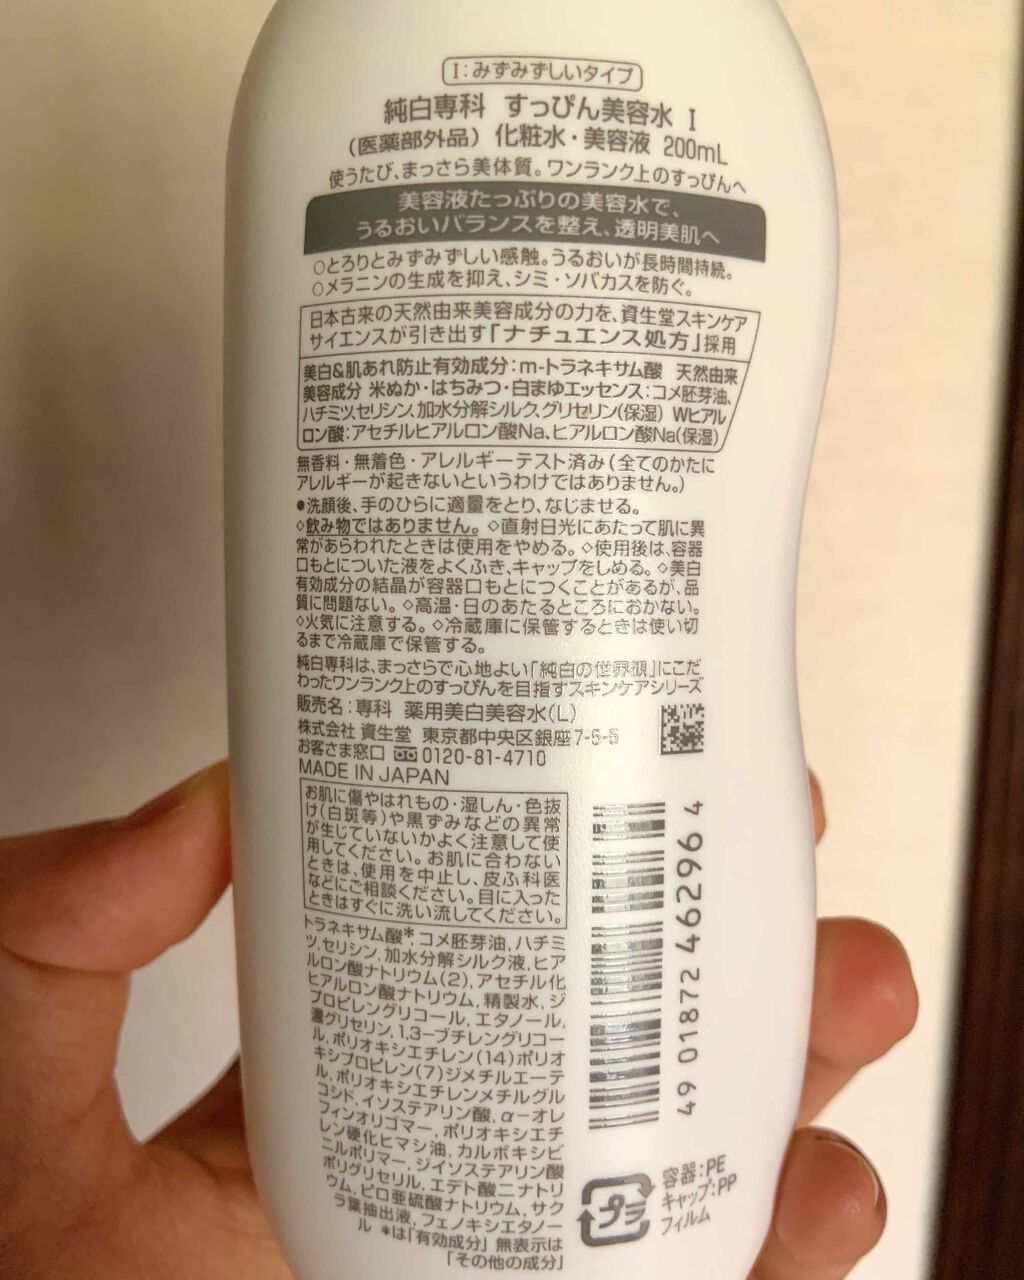 I:みずみずしいタイプ
純白専科 すっぴん美容水 I
(医薬部外品) 化粧水・美容液 200mL
使うたび、まっさら美体質。ワンランク上のすっぴんへ
美容液たっぷりの美容水で、
うるおいバランスを整え、透明美肌へ
○とろりとみずみずしい感触。うるおいが長時間持続。
○メラニンの生成を抑え、シミ・ソバカスを防ぐ。
日本古来の天然由来美容成分の力を、資生堂スキンケア
サイエンスが引き出す「ナチュエンス処方」採用
美白&肌あれ防止有効成分:m-トラネキサム酸 天然由来
美容成分 米ぬか・はちみつ・白まゆエッセンス:コメ胚芽油、
ハチミツ、セリシン、加水分解シルク、グリセリン(保湿) Wヒアル
ロン酸:アセチルヒアルロン酸Na、ヒアルロン酸Na(保湿)
無香料・無着色・アレルギーテスト済み(全てのかたに
アレルギーが起きないというわけではありません。)
●洗顔後、手のひらに適量をとり、なじませる。
◇飲み物ではありません。◇直射日光にあたって肌に異
常があらわれたときは使用をやめる。◇使用後は、容器
口もとについた液をよくふき、キャップをしめる。◇美白
有効成分の結晶が容器口もとにつくことがあるが、品
質に問題ない。◇高温・日のあたるところにおかない。
◇火気に注意する。◇冷蔵庫に保管するときは使い切
るまで冷蔵庫で保管する。
純白専科は、まっさらで心地よい「純白の世界観」にこだ
わったワンランク上のすっぴんを目指すスキンケアシリーズ
販売名:専科 薬用美白美容水(L)
株式会社 資生堂 東京都中央区銀座7-5-5
お客さま窓口 0120-81-4710
MADE IN JAPAN
お肌に傷やはれもの・湿しん・色抜
け(白斑等)や黒ずみなどの異常
が生じていないかよく注意して使
用してください。お肌に合わない
ときは、使用を中止し、皮ふ科医
などにご相談ください。目に入った
ときはすぐに洗い流してください。
トラネキサム酸*,コメ胚芽油,ハチミ
ツ,セリシン,加水分解シルク液,ヒア
ルロン酸ナトリウム(2),アセチル化
ヒアルロン酸ナトリウム,精製水,ジ
プロピレングリコール,エタノール,
濃グリセリン,1,3-ブチレングリコー
ル,ポリオキシエチレン(14)ポリオ
キシプロピレン(7)ジメチルエーテ
ル,ポリオキシエチレンメチルグル
コシド,イソステアリン酸,α-オレ
フィンオリゴマー,ポリオキシエチ
レン硬化ヒマシ油,カルボキシビ
ニルポリマー,ジイソステアリン酸
ポリグリセリル,エデト酸二ナトリ
ウム,ピロ亜硫酸ナトリウム,サク
ラ葉抽出液,フェノキシエタノー
ル *は「有効成分」無表示は
「その他の成分」
4 901872 462964
プラ
容器:PE
キャップ:PP
フィルム